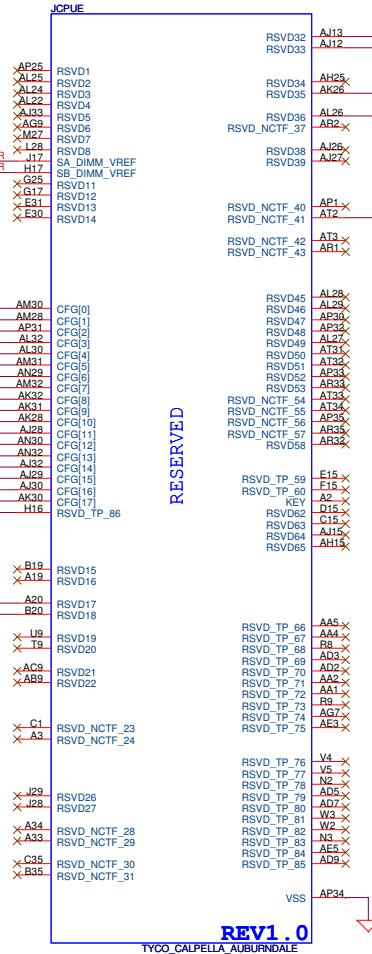 JCPUE
AP25 RSVD1
AL25 RSVD2
AL24 RSVD3
AL22 RSVD4
AJ33 RSVD5
AG9 RSVD6
M27 RSVD7
L28 RSVD8
J17 SA_DIMM_VREF
H17 SB_DIMM_VREF
G25 RSVD11
G17 RSVD12
E31 RSVD13
E30 RSVD14
AM30 CFG[0]
AM28 CFG[1]
AP31 CFG[2]
AL32 CFG[3]
AL30 CFG[4]
AM31 CFG[5]
AN29 CFG[6]
AM32 CFG[7]
AK32 CFG[8]
AK31 CFG[9]
AK28 CFG[10]
AJ28 CFG[11]
AN30 CFG[12]
AN32 CFG[13]
AJ32 CFG[14]
AJ29 CFG[15]
AJ30 CFG[16]
AK30 CFG[17]
H16 RSVD_TP_86
B19 RSVD15
A19 RSVD16
A20 RSVD17
B20 RSVD18
U9 RSVD19
T9 RSVD20
AC9 RSVD21
AB9 RSVD22
C1 RSVD_NCTF_23
A3 RSVD_NCTF_24
J29 RSVD26
J28 RSVD27
A34 RSVD_NCTF_28
A33 RSVD_NCTF_29
C35 RSVD_NCTF_30
B35 RSVD_NCTF_31
RESERVED
RSVD32 AJ13
RSVD33 AJ12
RSVD34 AH25
RSVD35 AK26
RSVD36 AL26
RSVD_NCTF_37 AR2
RSVD38 AJ26
RSVD39 AJ27
RSVD_NCTF_40 AP1
RSVD_NCTF_41 AT2
RSVD_NCTF_42 AT3
RSVD_NCTF_43 AR1
RSVD45 AL28
RSVD46 AL29
RSVD47 AP30
RSVD48 AP32
RSVD49 AL27
RSVD50 AT31
RSVD51 AT32
RSVD52 AP33
RSVD53 AR33
RSVD_NCTF_54 AT33
RSVD_NCTF_55 AT34
RSVD_NCTF_56 AP35
RSVD_NCTF_57 AR35
RSVD58 AR32
RSVD_TP_59 E15
RSVD_TP_60 F15
KEY A2
RSVD62 D15
RSVD63 C15
RSVD64 AJ15
RSVD65 AH15
RSVD_TP_66 AA5
RSVD_TP_67 AA4
RSVD_TP_68 R8
RSVD_TP_69 AD3
RSVD_TP_70 AD2
RSVD_TP_71 AA2
RSVD_TP_72 AA1
RSVD_TP_73 R9
RSVD_TP_74 AG7
RSVD_TP_75 AE3
RSVD_TP_76 V4
RSVD_TP_77 V5
RSVD_TP_78 N2
RSVD_TP_79 AD5
RSVD_TP_80 AD7
RSVD_TP_81 W3
RSVD_TP_82 W2
RSVD_TP_83 N3
RSVD_TP_84 AE5
RSVD_TP_85 AD9
VSS AP34
REV1.0
TYCO_CALPELLA_AUBURNDALE